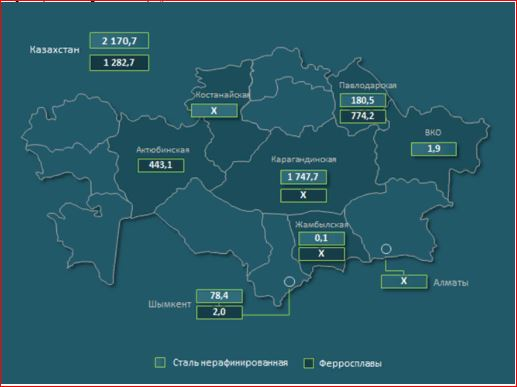 Казахстан
2 170,7
1 282,7
Костанайская
X
Павлодарская
180,5
774,2
ВКО
1,9
Актюбинская
443,1
Карагандинская
1 747,7
X
Жамбылская
0,1
X
Шымкент
78,4
2,0
X
Алматы
Сталь нерафинированная
Ферросплавы